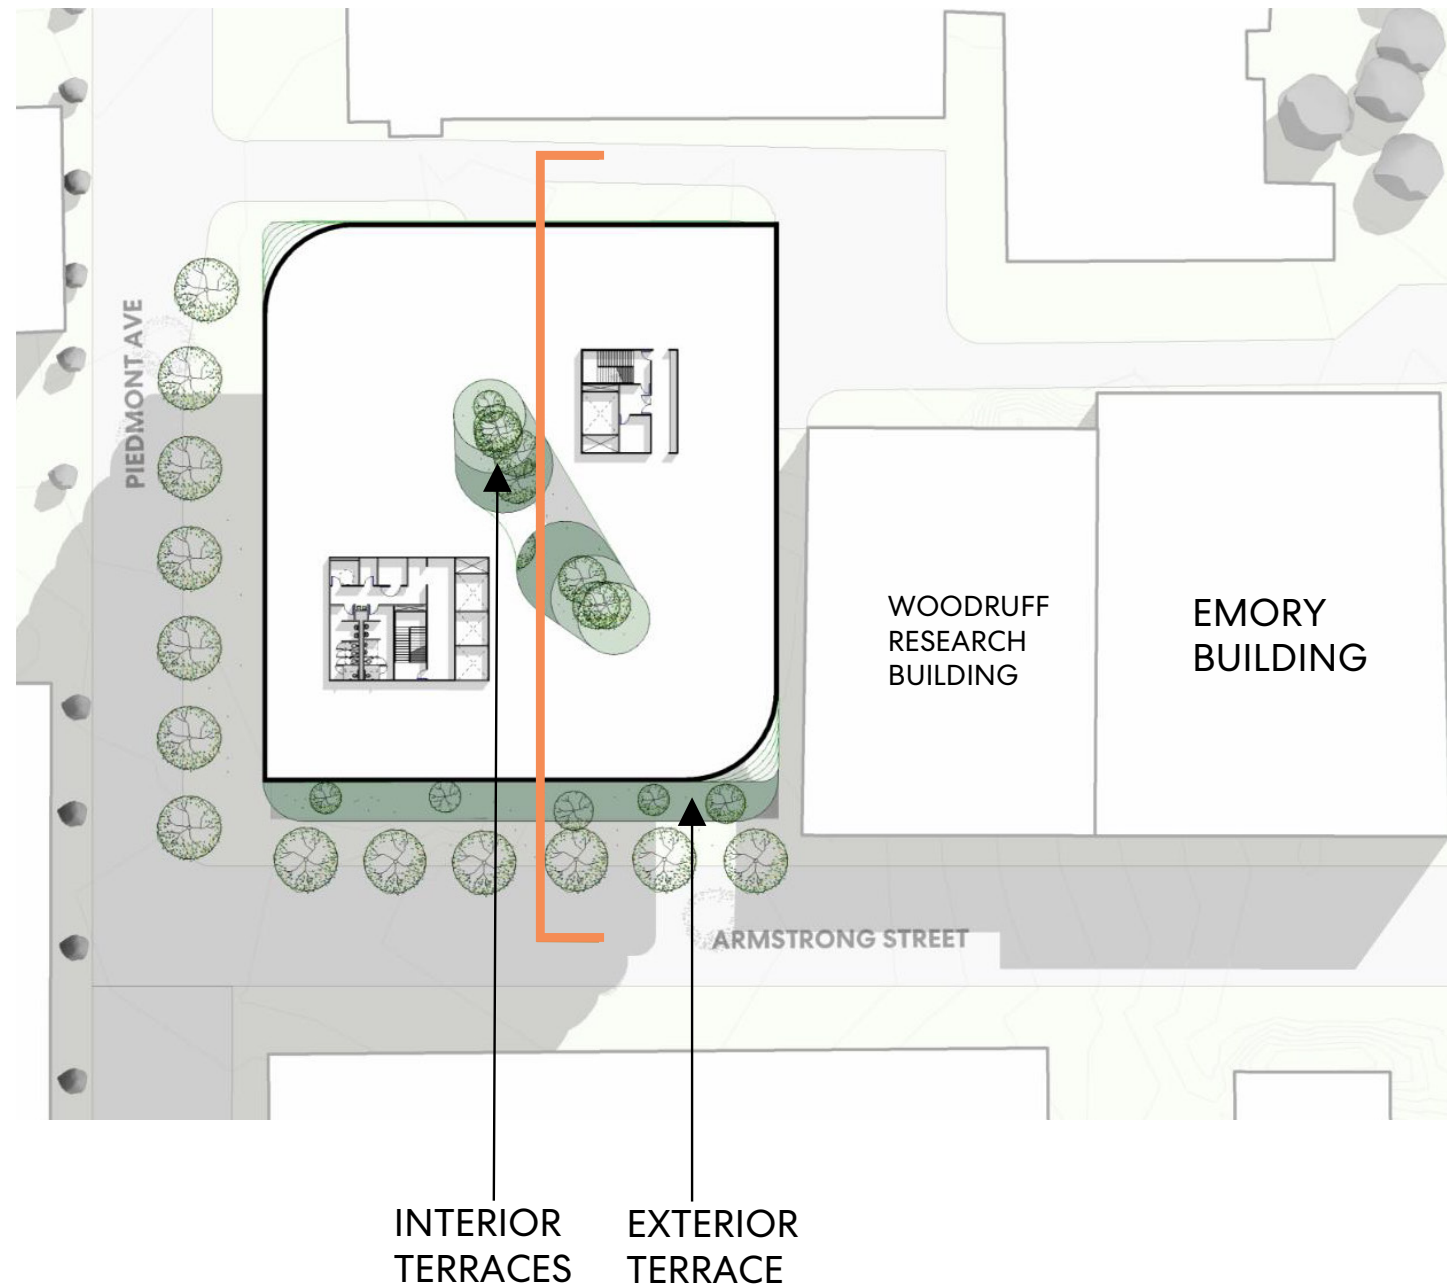 PIEDMONT AVE
WOODRUFF
RESEARCH
BUILDING
EMORY
BUILDING
ARMSTRONG STREET
INTERIOR
TERRACES
EXTERIOR
TERRACE